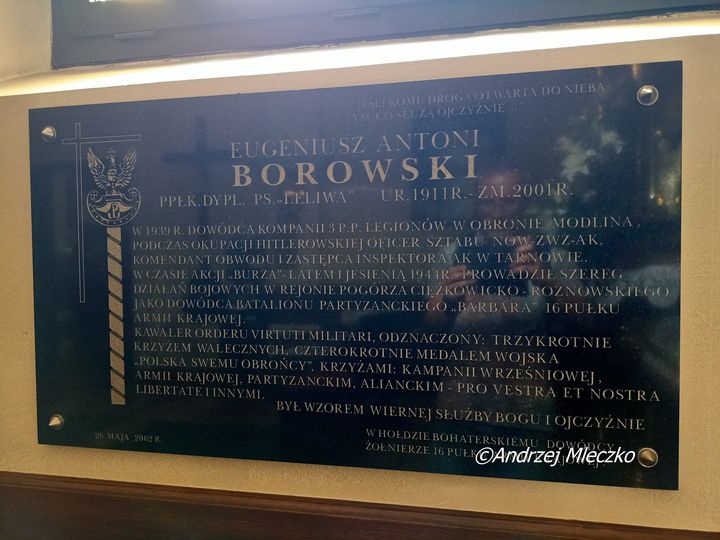 JEŚLI KOMU DROGA OTWARTA DO NIEBA
TYM, CO SŁUŻĄ OJCZYŹNIE...
EUGENIUSZ ANTONI
BOROWSKI
PPŁK. DYPL. PS. „LELIWA” UR. 1911 R. - ZM. 2001 R.
W 1939 R. DOWÓDCA KOMPANII 3 P.P. LEGIONÓW W OBRONIE MODLINA,
PODCZAS OKUPACJI HITLEROWSKIEJ OFICER SZTABU NOW-ZWZ-AK,
KOMENDANT OBWODU I ZASTĘPCA INSPEKTORA AK W TARNOWIE.
W CZASIE AKCJI „BURZA” - LATEM I JESIENIĄ 1944 R. - PROWADZIŁ SZEREG
DZIAŁAŃ BOJOWYCH W REJONIE POGÓRZA CIĘŻKOWICKO - ROŻNOWSKIEGO
JAKO DOWÓDCA BATALIONU PARTYZANCKIEGO „BARBARA” 16 PUŁKU
ARMII KRAJOWEJ.
KAWALER ORDERU VIRTUTI MILITARI, ODZNACZONY: TRZYKROTNIE
KRZYŻEM WALECZNYCH, CZTEROKROTNIE MEDALEM WOJSKA
„POLSKA SWEMU OBROŃCY”, KRZYŻAMI: KAMPANII WRZEŚNIOWEJ,
ARMII KRAJOWEJ, PARTYZANCKIM, ALIANCKIM - PRO VESTRA ET NOSTRA
LIBERTATE I INNYMI.
BYŁ WZOREM WIERNEJ SŁUŻBY BOGU I OJCZYŹNIE
26 MAJA 2002 R.
W HOŁDZIE BOHATERSKIEMU DOWÓDCY
ŻOŁNIERZE 16 PUŁKU
©Andrzej Mleczko